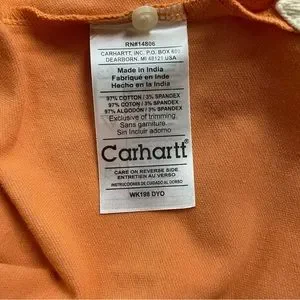 RN#14806
CARHARTT, INC. P.O. BOX 600
DEARBORN, MI 48121 USA
Made in India
Fabriqué en Inde
Hecho en India
97% COTTON / 3% SPANDEX
97% COTON / 3% SPANDEX
97% ALGODÓN / 3% SPANDEX
Exclusive of trimming.
Sans garniture.
Sin Incluir adorno
Carhartt
CARE ON REVERSE SIDE
ENTRETIEN AU VERSO
INSTRUCCIONES DE CUIDADO AL DORSO
WK198 DYO